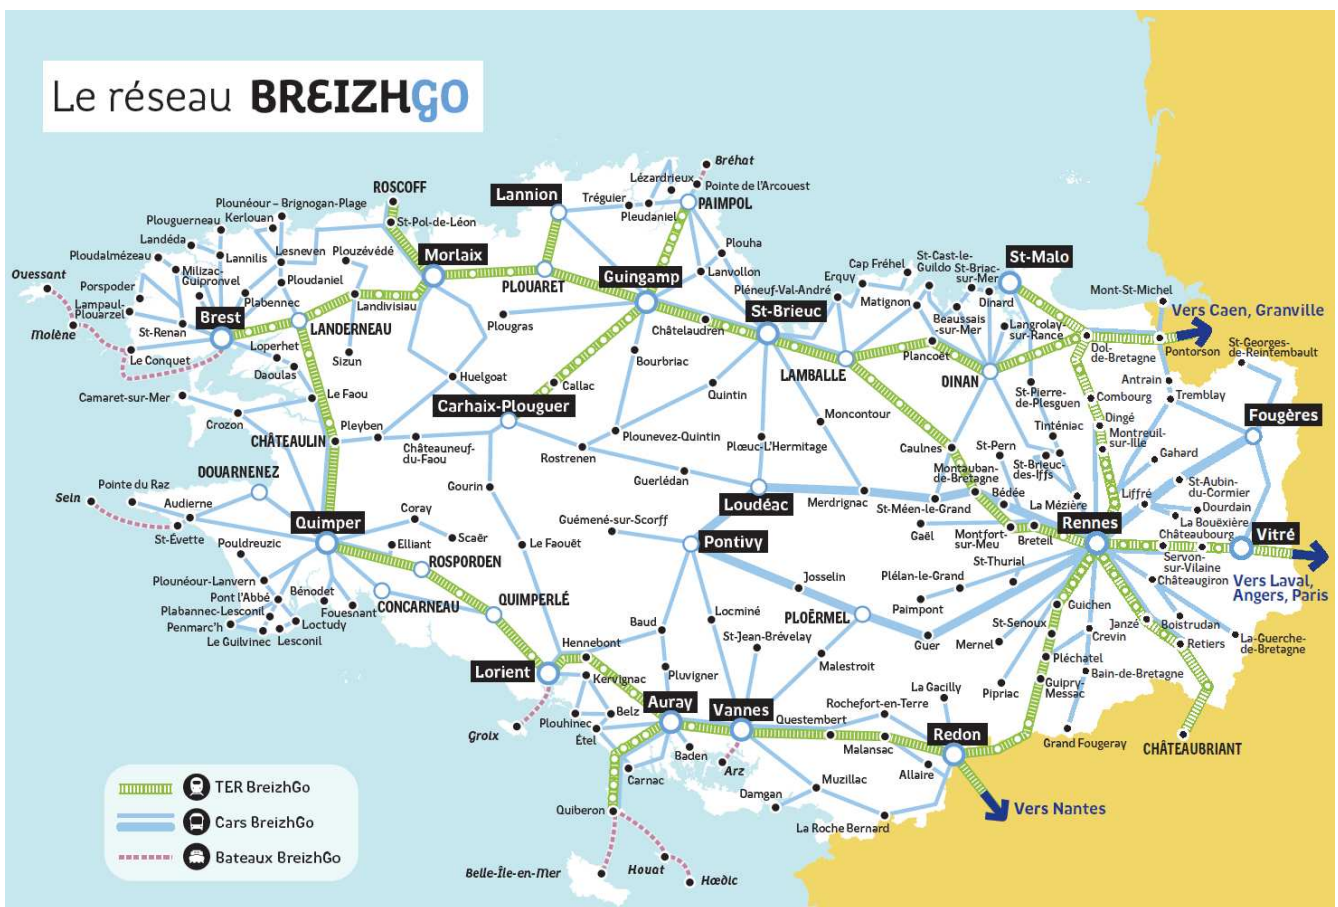 Le réseau BREIZHGO
Bréhat
Lézardrieux
Pointe de l'Arcouest
ROSCOFF
Lannion
Tréguier
PAIMPOL
Plounéour – Brignogan-Plage
Pleudaniel
Plouguerneau
Kerlouan
St-Pol-de-Léon
Landéda
Lesneven
Plouzévédé
Morlaix
Plouha
St-Cast-le-
Guildo
St-Briac-
sur-Mer
St-Malo
Ploudalmézeau
Lannilis
Cap Fréhel
Ouessant
Milizac-
Guipronvel
Ploudaniel
PLOUARET
Guingamp
Lanvollon
Erquy
Mont-St-Michel
Porspoder
Plabennec
Pléneuf-Val-André
Matignon
Dinard
Vers Caen, Granville
Lampaul-
Plouarzel
Landivisiau
Plougras
St-Brieuc
Beaussais
-sur-Mer
Langrolay-
sur-Rance
Molène
St-Renan
Brest
LANDERNEAU
Châtelaudren
Plancoët
Dol-
de-Bretagne
Pontorson
St-Georges-
de-Reintembault
Le Conquet
Loperhet
Sizun
Bourbriac
LAMBALLE
DINAN
Daoulas
Huelgoat
Callac
Quintin
St-Pierre-
de-Plesguen
Combourg
Antrain
Tremblay
Camaret-sur-Mer
Le Faou
Carhaix-Plouguer
Moncontour
Dingé
Fougères
Crozon
Pleyben
Plounevez-Quintin
Tinténiac
Montreuil-
sur-Ille
CHÂTEAULIN
Châteauneuf-
du-Faou
Rostrenen
Plœuc-L'Hermitage
Caulnes
St-Pern
Gahard
DOUARNENEZ
Guerlédan
Montauban-
de-Bretagne
St-Brieuc-
des-Iffs
St-Aubin-
du-Cormier
Pointe du Raz
Gourin
Loudéac
Merdrignac
Bédée
La Mézière
Liffré
Sein
Audierne
Coray
St-Méen-le-Grand
Dourdain
St-Évette
Quimper
Guémené-sur-Scorff
Rennes
La Bouëxière
Pouldreuzic
Elliant
Scaër
Le Faouët
Pontivy
Gaël
Montfort-
sur-Meu
Breteil
Châteaubourg
Vitré
ROSPORDEN
St-Thurial
Servon-
sur-Vilaine
Plounéour-Lanvern
Josselin
Plélan-le-Grand
Châteaugiron
Vers Laval,
Angers, Paris
Pont l'Abbé
Bénodet
CONCARNEAU
QUIMPERLÉ
Paimpont
Guichen
Plabannec-Lesconil
Fouesnant
Locminé
PLOËRMEL
Janzé
Boistrudan
Penmarc'h
Loctudy
Baud
St-Senoux
Crevin
Le Guilvinec
Lesconil
Hennebont
St-Jean-Brévelay
Guer
Mernel
Retiers
La-Guerche-
de-Bretagne
Lorient
Pluvigner
Malestroit
Pléchatel
Kervignac
Bain-de-Bretagne
Auray
Vannes
La Gacilly
Pipriac
Guipry-
Messac
Plouhinec
Belz
Rochefort-en-Terre
Groix
Questembert
Redon
Étel
Malansac
Grand Fougeray
CHÂTEAUBRIANT
Baden
Arz
Carnac
Allaire
TER BreizhGo
Muzillac
Quiberon
Damgan
Vers Nantes
Cars BreizhGo
La Roche Bernard
Bateaux BreizhGo
Belle-Île-en-Mer
Houat
Hœdic